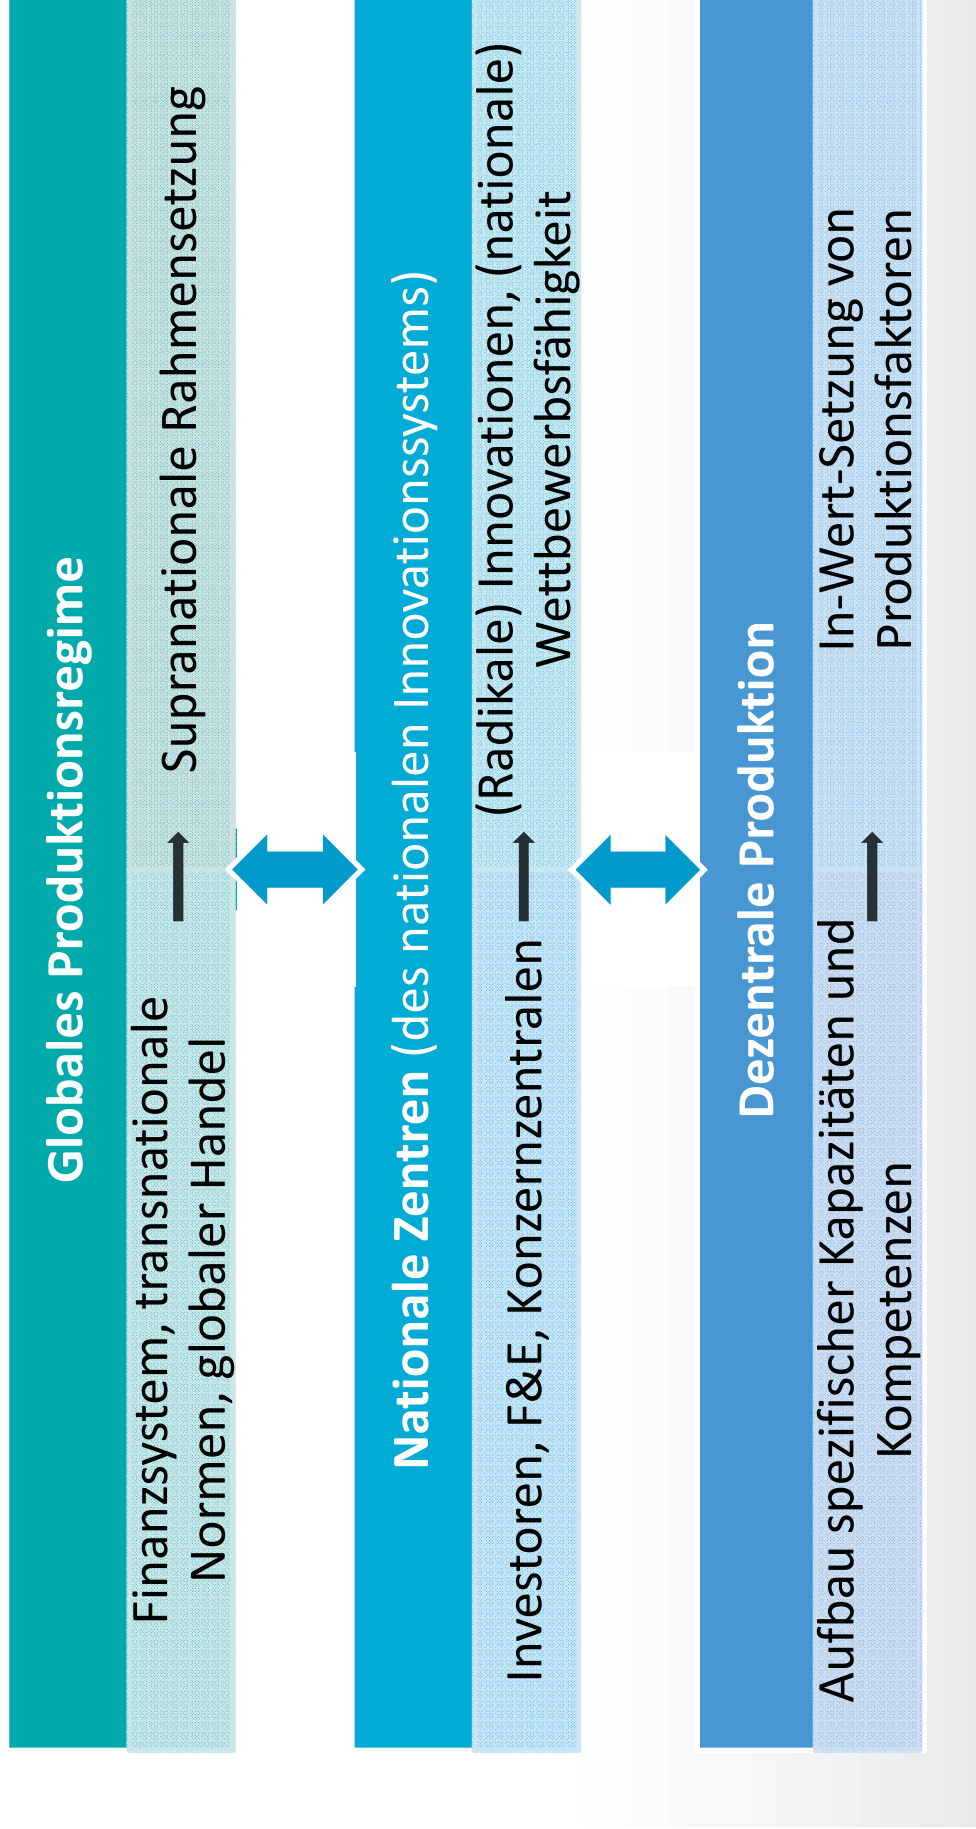 Globales Produktionsregime
Finanzsystem, transnationale
Normen, globaler Handel
Supranationale Rahmensetzung
Nationale Zentren (des nationalen Innovationssystems)
Investoren, F&E, Konzernzentralen
(Radikale) Innovationen, (nationale)
Wettbewerbsfähigkeit
Dezentrale Produktion
Aufbau spezifischer Kapazitäten und
Kompetenzen
In-Wert-Setzung von
Produktionsfaktoren